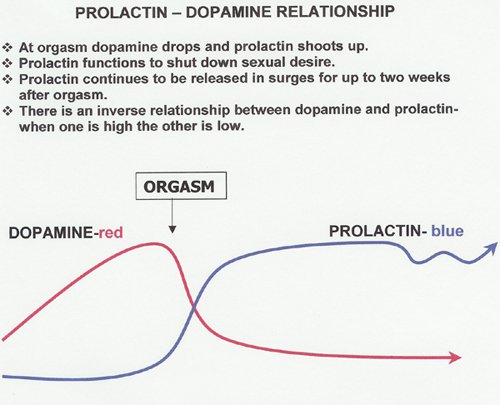 PROLACTIN – DOPAMINE RELATIONSHIP
❖ At orgasm dopamine drops and prolactin shoots up.
❖ Prolactin functions to shut down sexual desire.
❖ Prolactin continues to be released in surges for up to two weeks
after orgasm.
❖ There is an inverse relationship between dopamine and prolactin-
when one is high the other is low.
ORGASM
DOPAMINE-red
PROLACTIN- blue